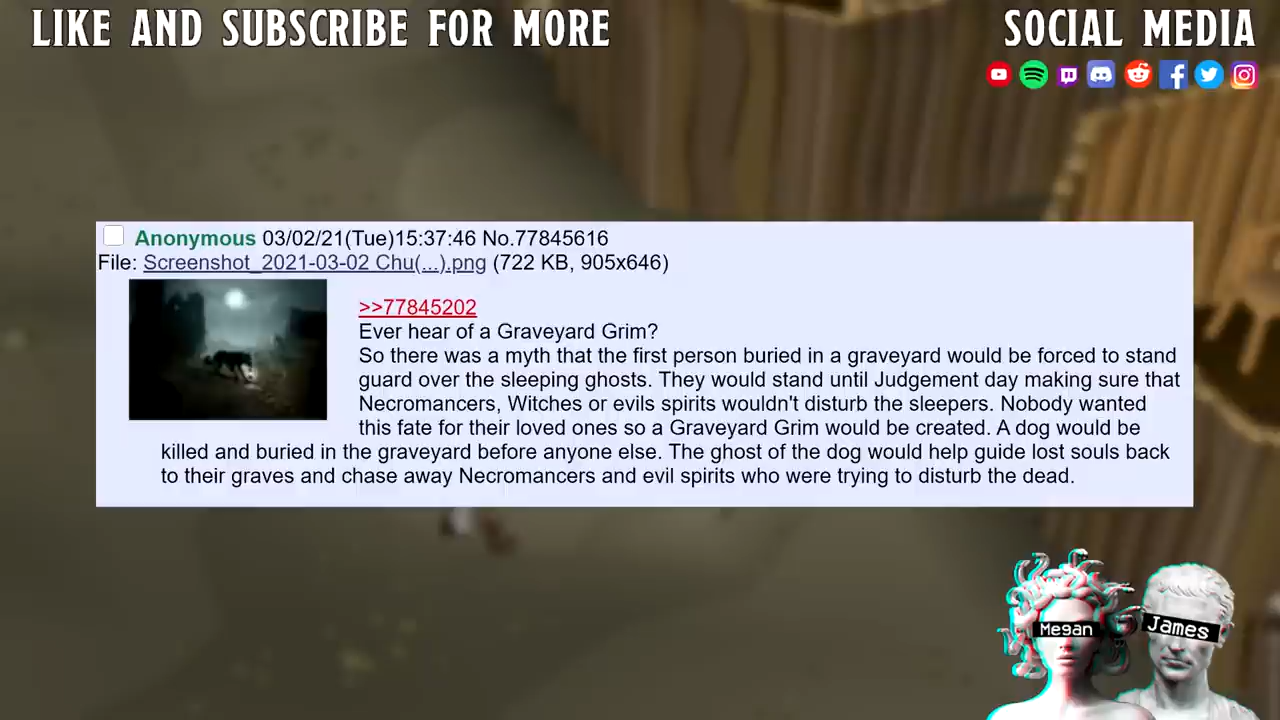 LIKE AND SUBSCRIBE FOR MORE
SOCIAL MEDIA
Anonymous 03/02/21(Tue)15:37:46 No.77845616
File: Screenshot_2021-03-02 Chu(...).png (722 KB, 905x646)
>>77845202
Ever hear of a Graveyard Grim?
So there was a myth that the first person buried in a graveyard would be forced to stand
guard over the sleeping ghosts. They would stand until Judgement day making sure that
Necromancers, Witches or evils spirits wouldn't disturb the sleepers. Nobody wanted
this fate for their loved ones so a Graveyard Grim would be created. A dog would be
killed and buried in the graveyard before anyone else. The ghost of the dog would help guide lost souls back
to their graves and chase away Necromancers and evil spirits who were trying to disturb the dead.
Megan
James